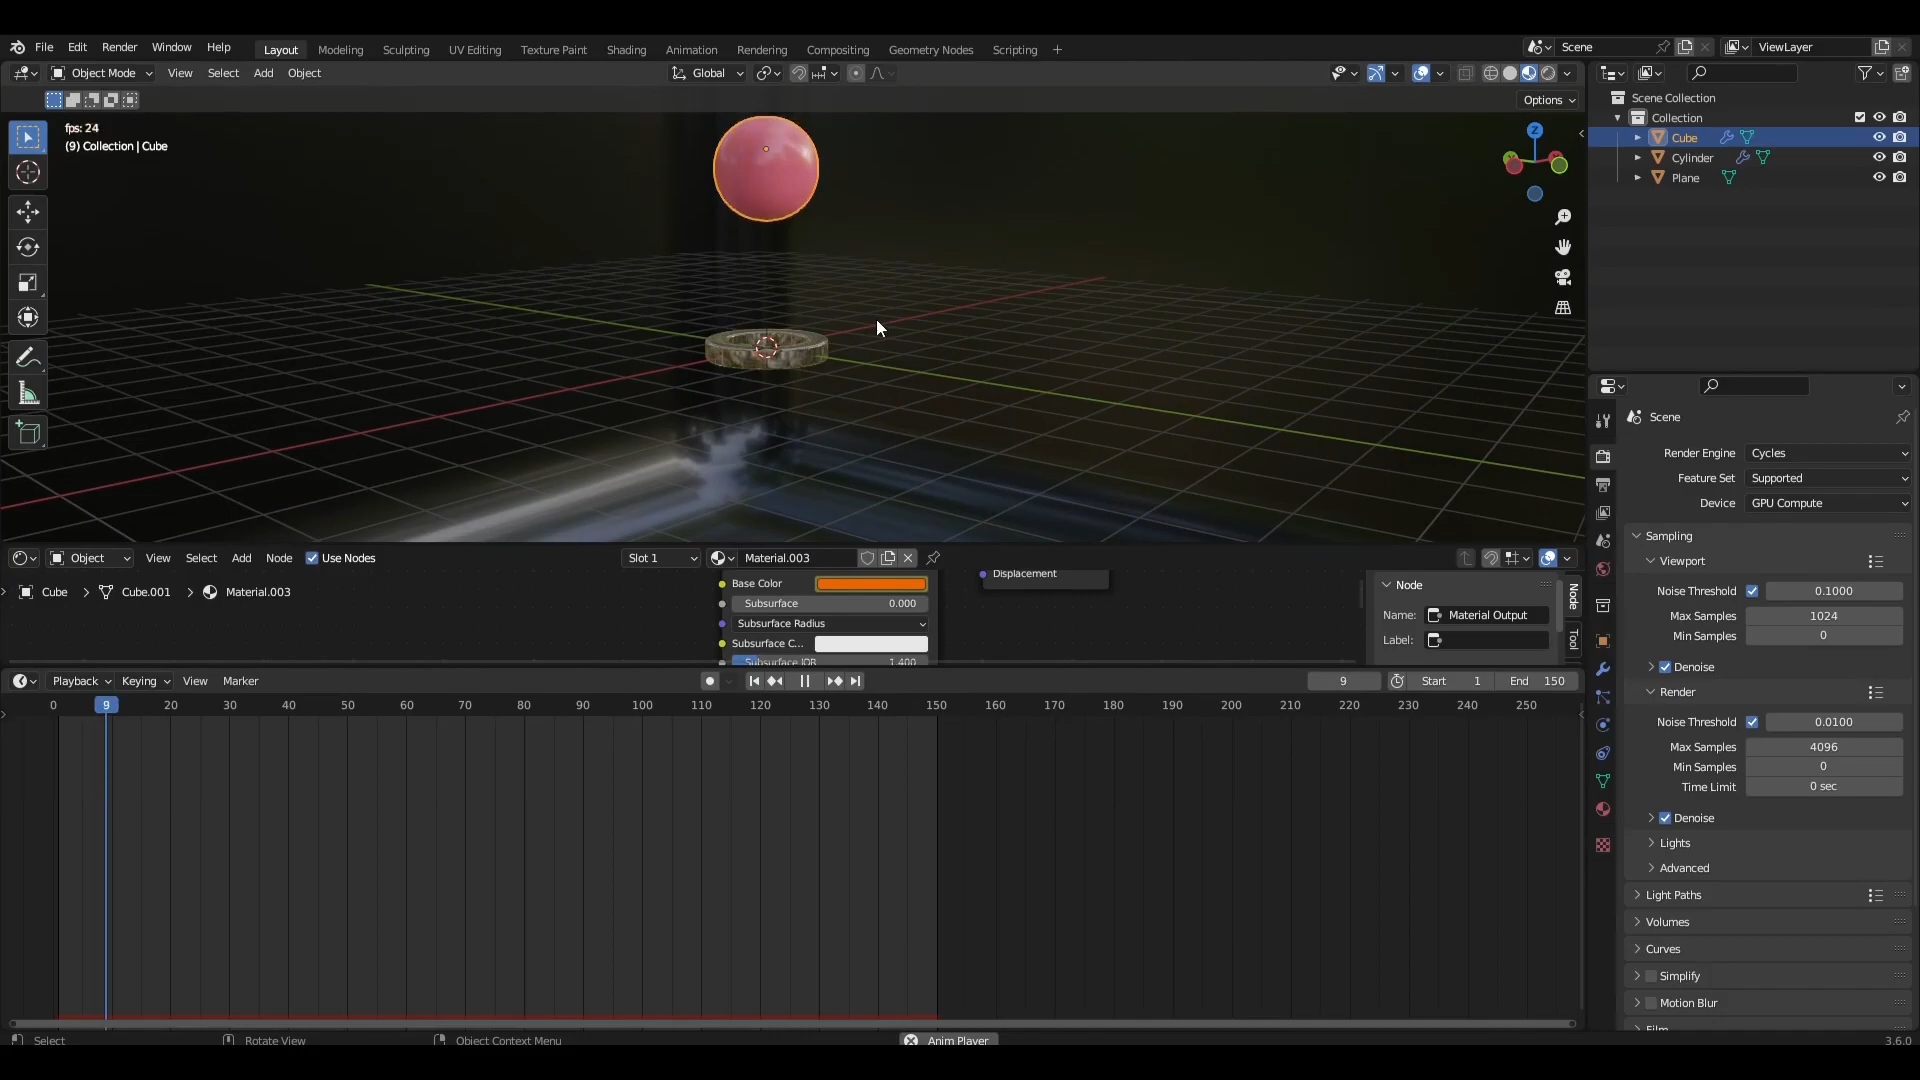 File Edit Render Window Help Layout Modeling Sculpting UV Editing Texture Paint Shading Animation Rendering Compositing Geometry Nodes Scripting + Scene ViewLayer
Object Mode View Select Add Object Global
Options
fps: 24
(9) Collection | Cube
Z
Scene Collection
Collection
Cube
Cylinder
Plane
Scene
Render Engine Cycles
Feature Set Supported
Device GPU Compute
Sampling
Viewport
Noise Threshold 0.1000
Max Samples 1024
Min Samples 0
Denoise
Render
Noise Threshold 0.0100
Max Samples 4096
Min Samples 0
Time Limit 0 sec
Denoise
Lights
Advanced
Light Paths
Volumes
Curves
Simplify
Motion Blur
Film
Object View Select Add Node Use Nodes Slot 1 Material.003
Cube > Cube.001 > Material.003
Base Color
Subsurface 0.000
Subsurface Radius
Subsurface C...
Subsurface IOR 1.400
Displacement
Node
Name: Material Output
Label:
Node
Tool
Playback Keying View Marker 9 Start 1 End 150
0 9 20 30 40 50 60 70 80 90 100 110 120 130 140 150 160 170 180 190 200 210 220 230 240 250
Select Rotate View Object Context Menu Anim Player 3.6.0